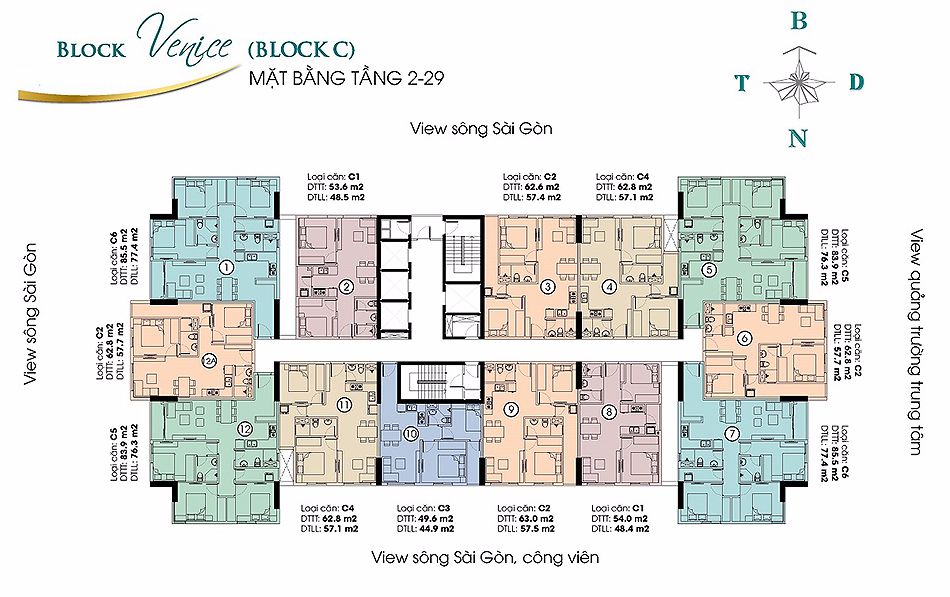 BLOCK Venice (BLOCK C)
MẶT BẰNG TẦNG 2-29
B
T
D
N
View sông Sài Gòn
Loại căn: C1
DTTT: 53.6 m2
DTLL: 48.5 m2
Loại căn: C2
DTTT: 62.6 m2
DTLL: 57.4 m2
Loại căn: C4
DTTT: 62.8 m2
DTLL: 57.1 m2
View sông Sài Gòn
Loại căn: C6
DTTT: 85.5 m2
DTLL: 77.4 m2
1
2
3
4
5
Loại căn: C5
DTTT: 83.9 m2
DTLL: 76.3 m2
View quảng trường trung tâm
Loại căn: C2
DTTT: 62.8 m2
DTLL: 57.7 m2
2A
6
Loại căn: C2
DTTT: 62.8 m2
DTLL: 57.7 m2
Loại căn: C5
DTTT: 83.9 m2
DTLL: 76.3 m2
12
11
10
9
8
7
Loại căn: C6
DTTT: 85.5 m2
DTLL: 77.4 m2
Loại căn: C4
DTTT: 62.8 m2
DTLL: 57.1 m2
Loại căn: C3
DTTT: 49.6 m2
DTLL: 44.9 m2
Loại căn: C2
DTTT: 63.0 m2
DTLL: 57.5 m2
Loại căn: C1
DTTT: 54.0 m2
DTLL: 48.4 m2
View sông Sài Gòn, công viên